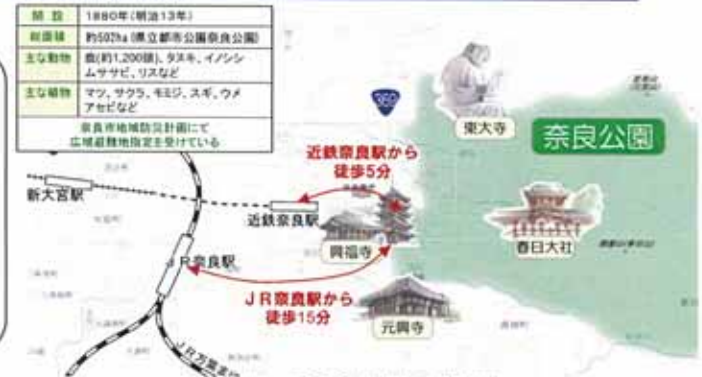 開設 1880年(明治13年)
総面積 約502ha(県立都市公園奈良公園)
主な動物 鹿(約1,200頭)、タヌキ、イノシシ
ムササビ、リスなど
主な植物 マツ、サクラ、モミジ、スギ、ウメ
アセビなど
奈良市地域防災計画にて
広域避難地指定を受けている
369
東大寺
奈良公園
近鉄奈良駅から
徒歩5分
新大宮駅
近鉄奈良駅
興福寺
春日大社
JR奈良駅
JR奈良駅から
徒歩15分
元興寺
JR万葉まほ